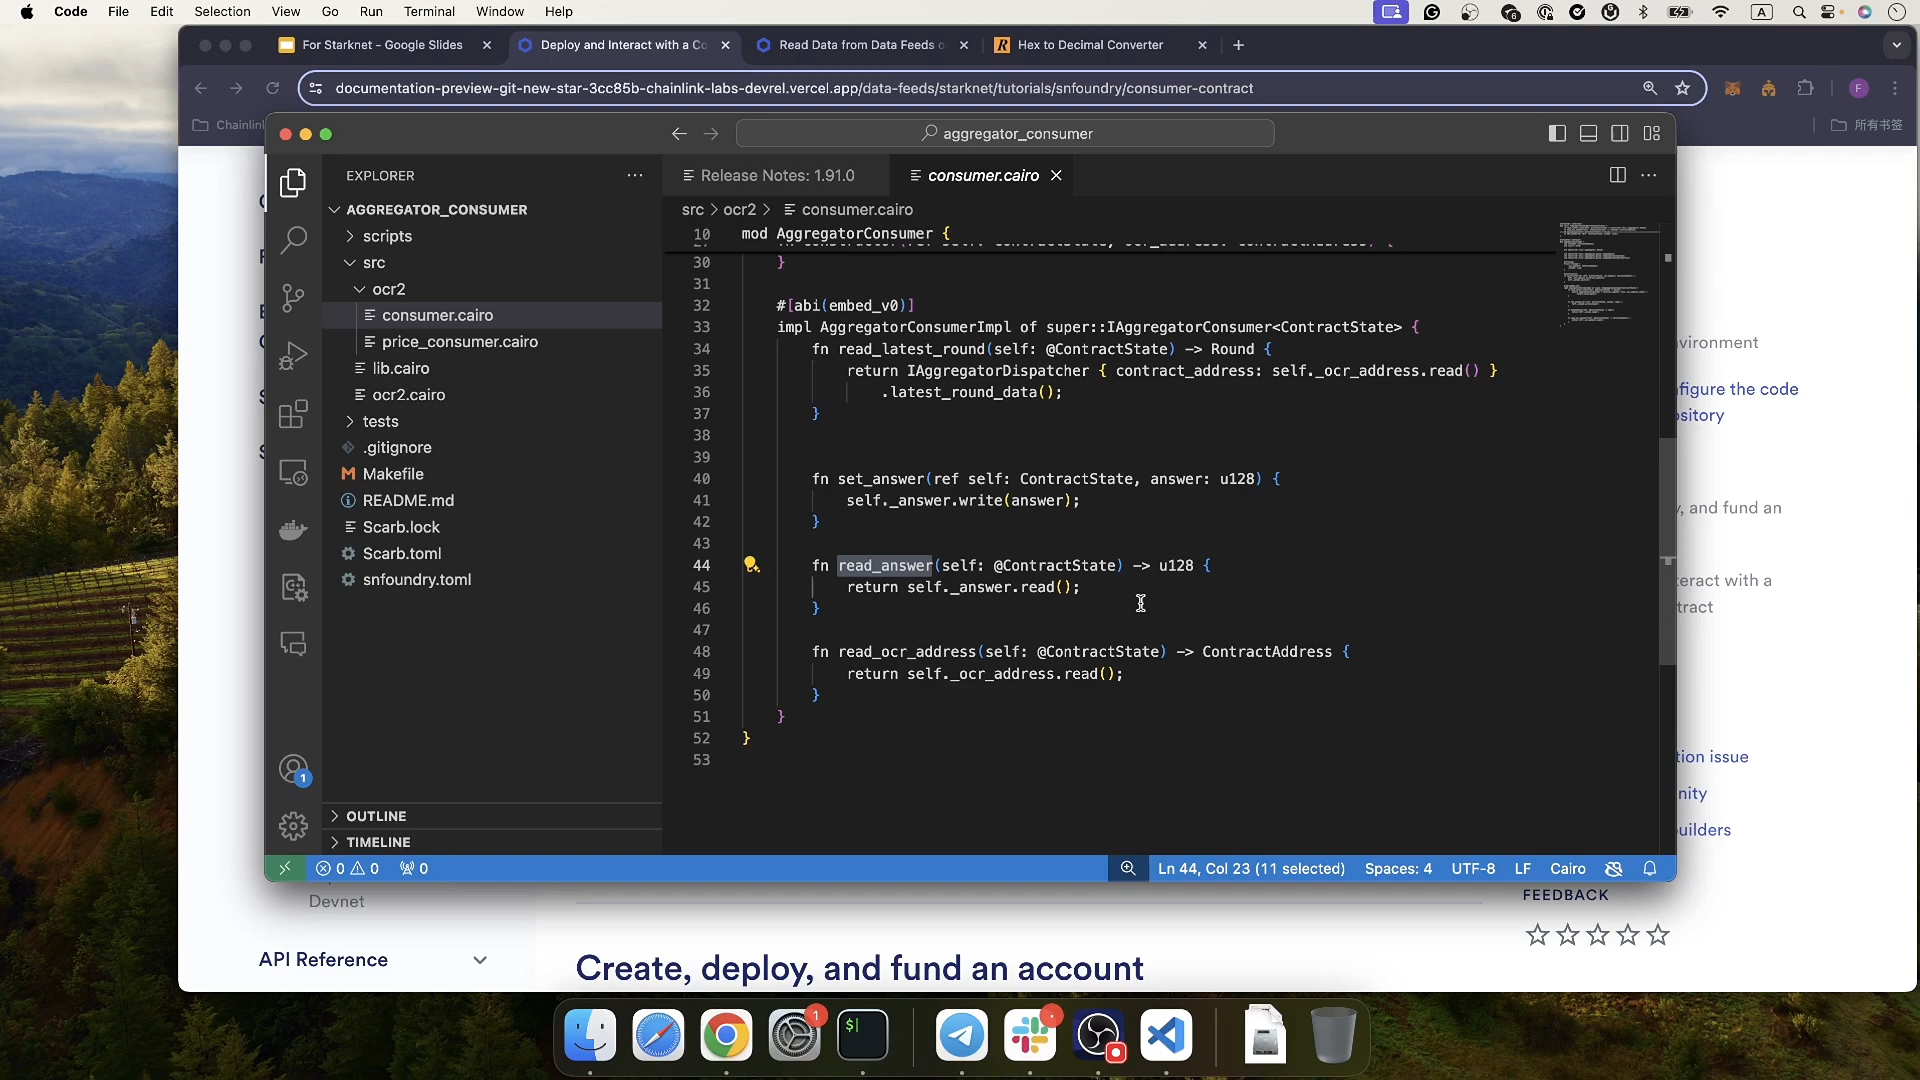 Code File Edit Selection View Go Run Terminal Window Help
For Starknet - Google Slides
Deploy and Interact with a Co
Read Data from Data Feeds o
Hex to Decimal Converter
documentation-preview-git-new-star-3cc85b-chainlink-labs-devrel.vercel.app/data-feeds/starknet/tutorials/snfoundry/consumer-contract
Chainlin
所有书签
aggregator_consumer
EXPLORER
AGGREGATOR_CONSUMER
scripts
src
ocr2
consumer.cairo
price_consumer.cairo
lib.cairo
ocr2.cairo
tests
.gitignore
Makefile
README.md
Scarb.lock
Scarb.toml
snfoundry.toml
OUTLINE
TIMELINE
Release Notes: 1.91.0
consumer.cairo
src > ocr2 > consumer.cairo
10 mod AggregatorConsumer {
30 }
31
32 #[abi(embed_v0)]
33 impl AggregatorConsumerImpl of super::IAggregatorConsumer<ContractState> {
34 fn read_latest_round(self: @ContractState) -> Round {
35 return IAggregatorDispatcher { contract_address: self._ocr_address.read() }
36 .latest_round_data();
37 }
38
39
40 fn set_answer(ref self: ContractState, answer: u128) {
41 self._answer.write(answer);
42 }
43
44 fn read_answer(self: @ContractState) -> u128 {
45 return self._answer.read();
46 }
47
48 fn read_ocr_address(self: @ContractState) -> ContractAddress {
49 return self._ocr_address.read();
50 }
51 }
52 }
53
0 0 0
Ln 44, Col 23 (11 selected) Spaces: 4 UTF-8 LF Cairo
vironment
figure the code
ository
, and fund an
eract with a
tract
tion issue
nity
uilders
FEEDBACK
Devnet
API Reference
Create, deploy, and fund an account